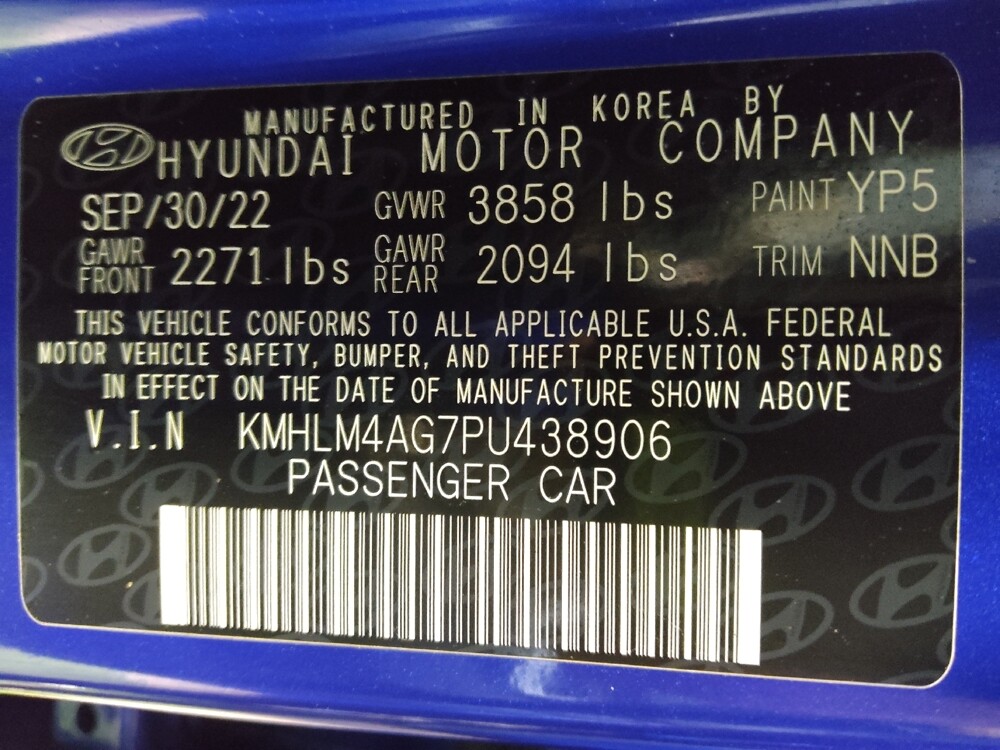 MANUFACTURED IN KOREA BY
HYUNDAI MOTOR COMPANY
SEP/30/22 GVWR 3858 lbs PAINT YP5
GAWR FRONT 2271 lbs GAWR REAR 2094 lbs TRIM NNB
THIS VEHICLE CONFORMS TO ALL APPLICABLE U.S.A. FEDERAL
MOTOR VEHICLE SAFETY, BUMPER, AND THEFT PREVENTION STANDARDS
IN EFFECT ON THE DATE OF MANUFACTURE SHOWN ABOVE
V.I.N KMHLM4AG7PU438906
PASSENGER CAR